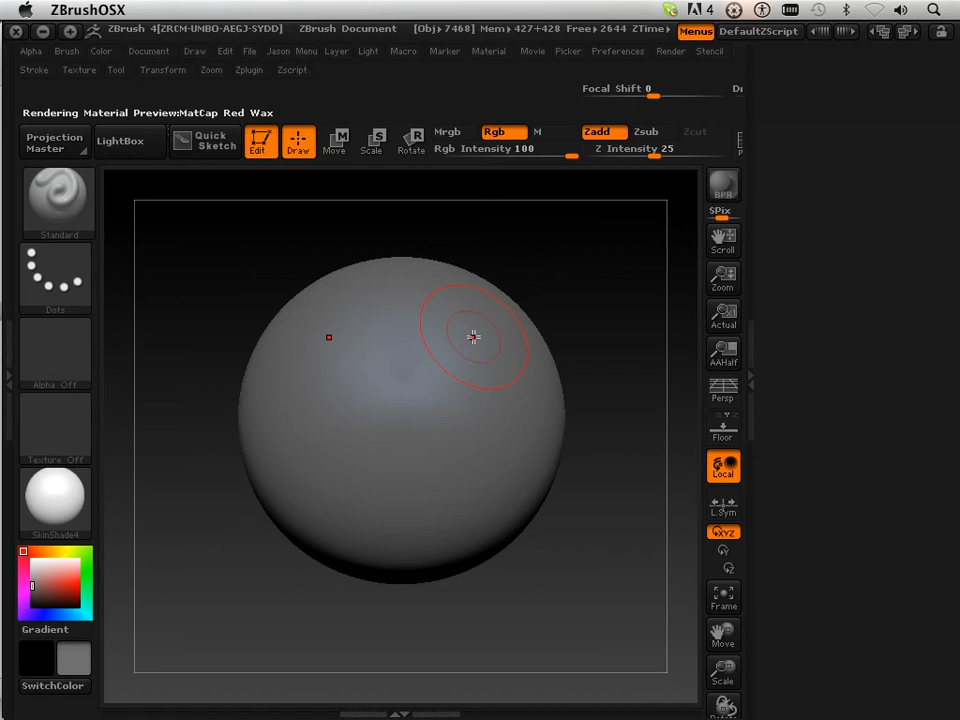 ZBrushOSX
4
ZBrush 4[ZRCM-UMBO-AEGJ-SYDD] ZBrush Document [Obj▸7468] Mem▸427+428 Free▸2644 ZTime▸ Menus DefaultZScript
Alpha Brush Color Document Draw Edit File Jason Menu Layer Light Macro Marker Material Movie Picker Preferences Render Stencil
Stroke Texture Tool Transform Zoom Zplugin Zscript
Focal Shift 0 Dr
Rendering Material Preview:MatCap Red Wax
Projection Master
LightBox
Quick Sketch
Edit
Draw
Move
Scale
Rotate
Mrgb Rgb M Zadd Zsub Zcut
Rgb Intensity 100 Z Intensity 25
Standard
Dots
Alpha Off
Texture Off
SkinShade4
Gradient
SwitchColor
BPR
SPix
Scroll
Zoom
Actual
AAHalf
Persp
Floor
Local
L.Sym
XYZ
Frame
Move
Scale